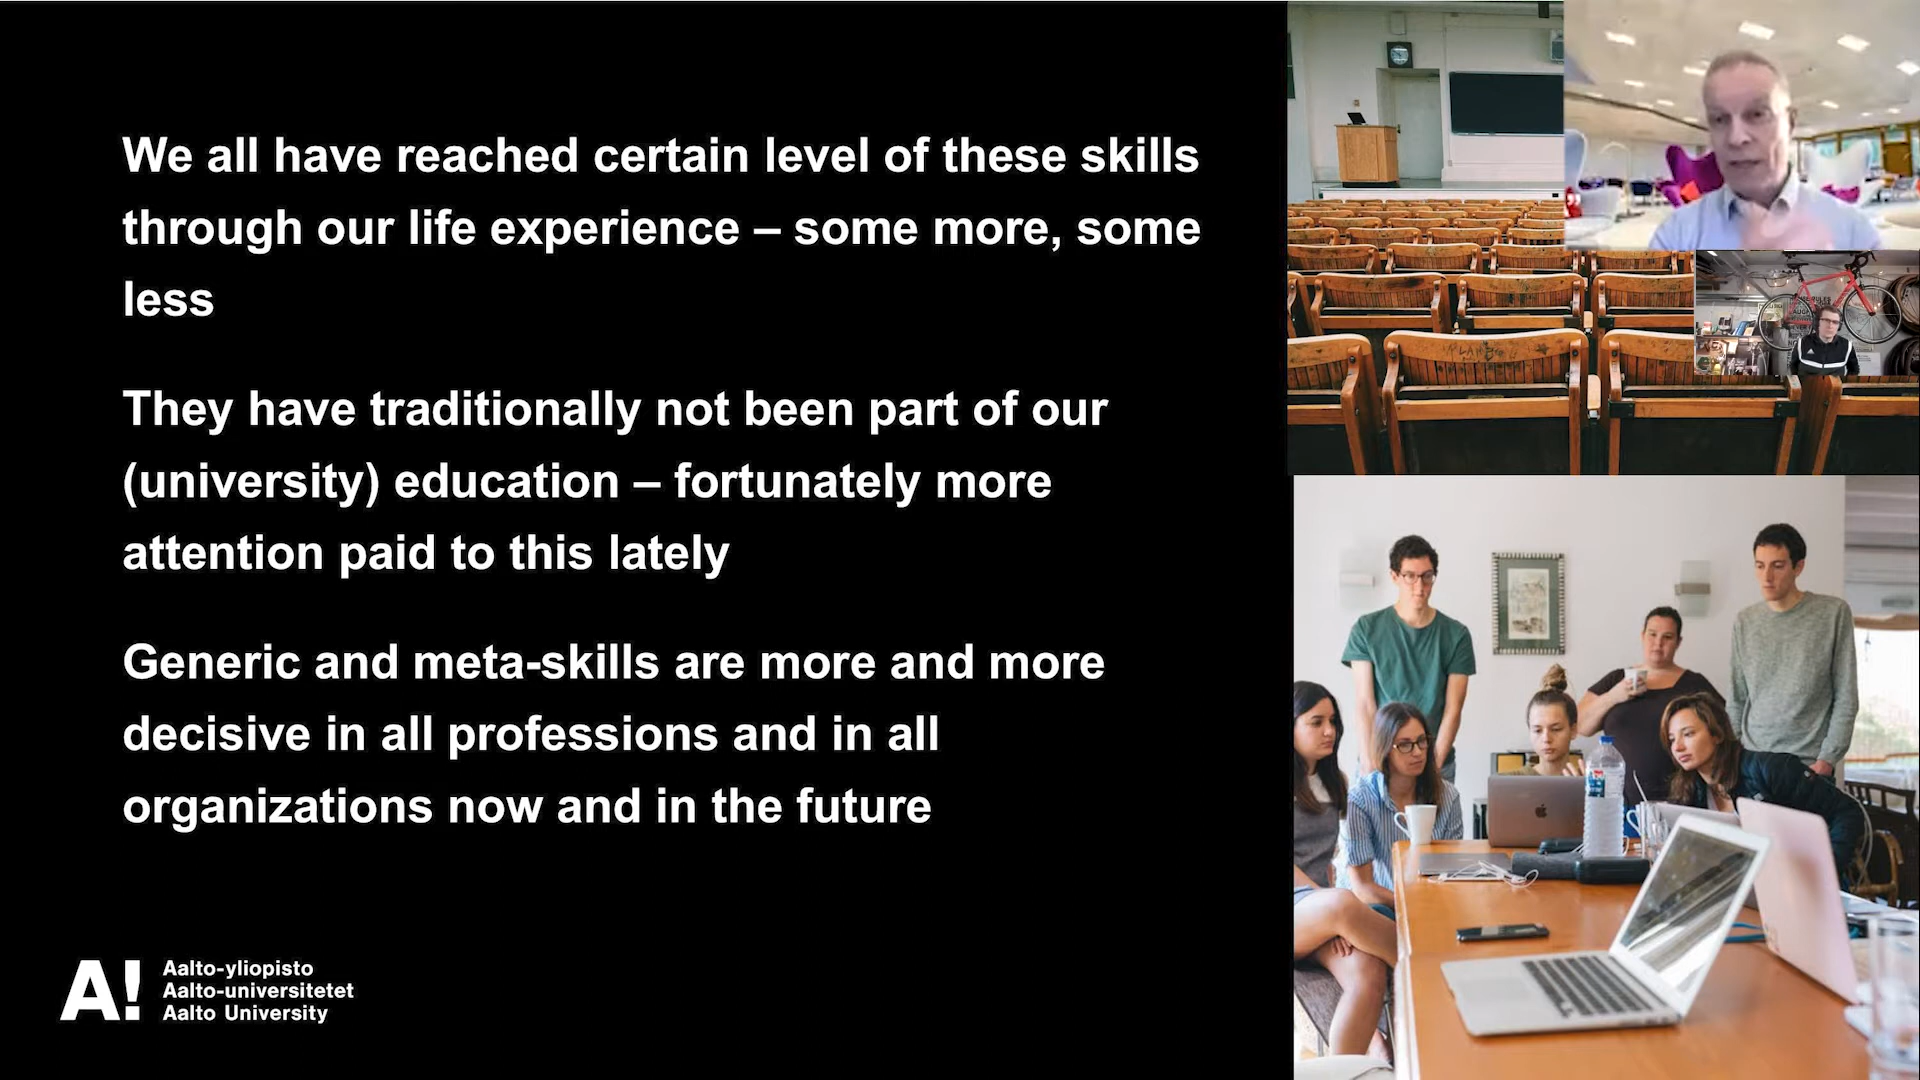 We all have reached certain level of these skills
through our life experience – some more, some
less
They have traditionally not been part of our
(university) education – fortunately more
attention paid to this lately
Generic and meta-skills are more and more
decisive in all professions and in all
organizations now and in the future
A!
Aalto-yliopisto
Aalto-universitetet
Aalto University